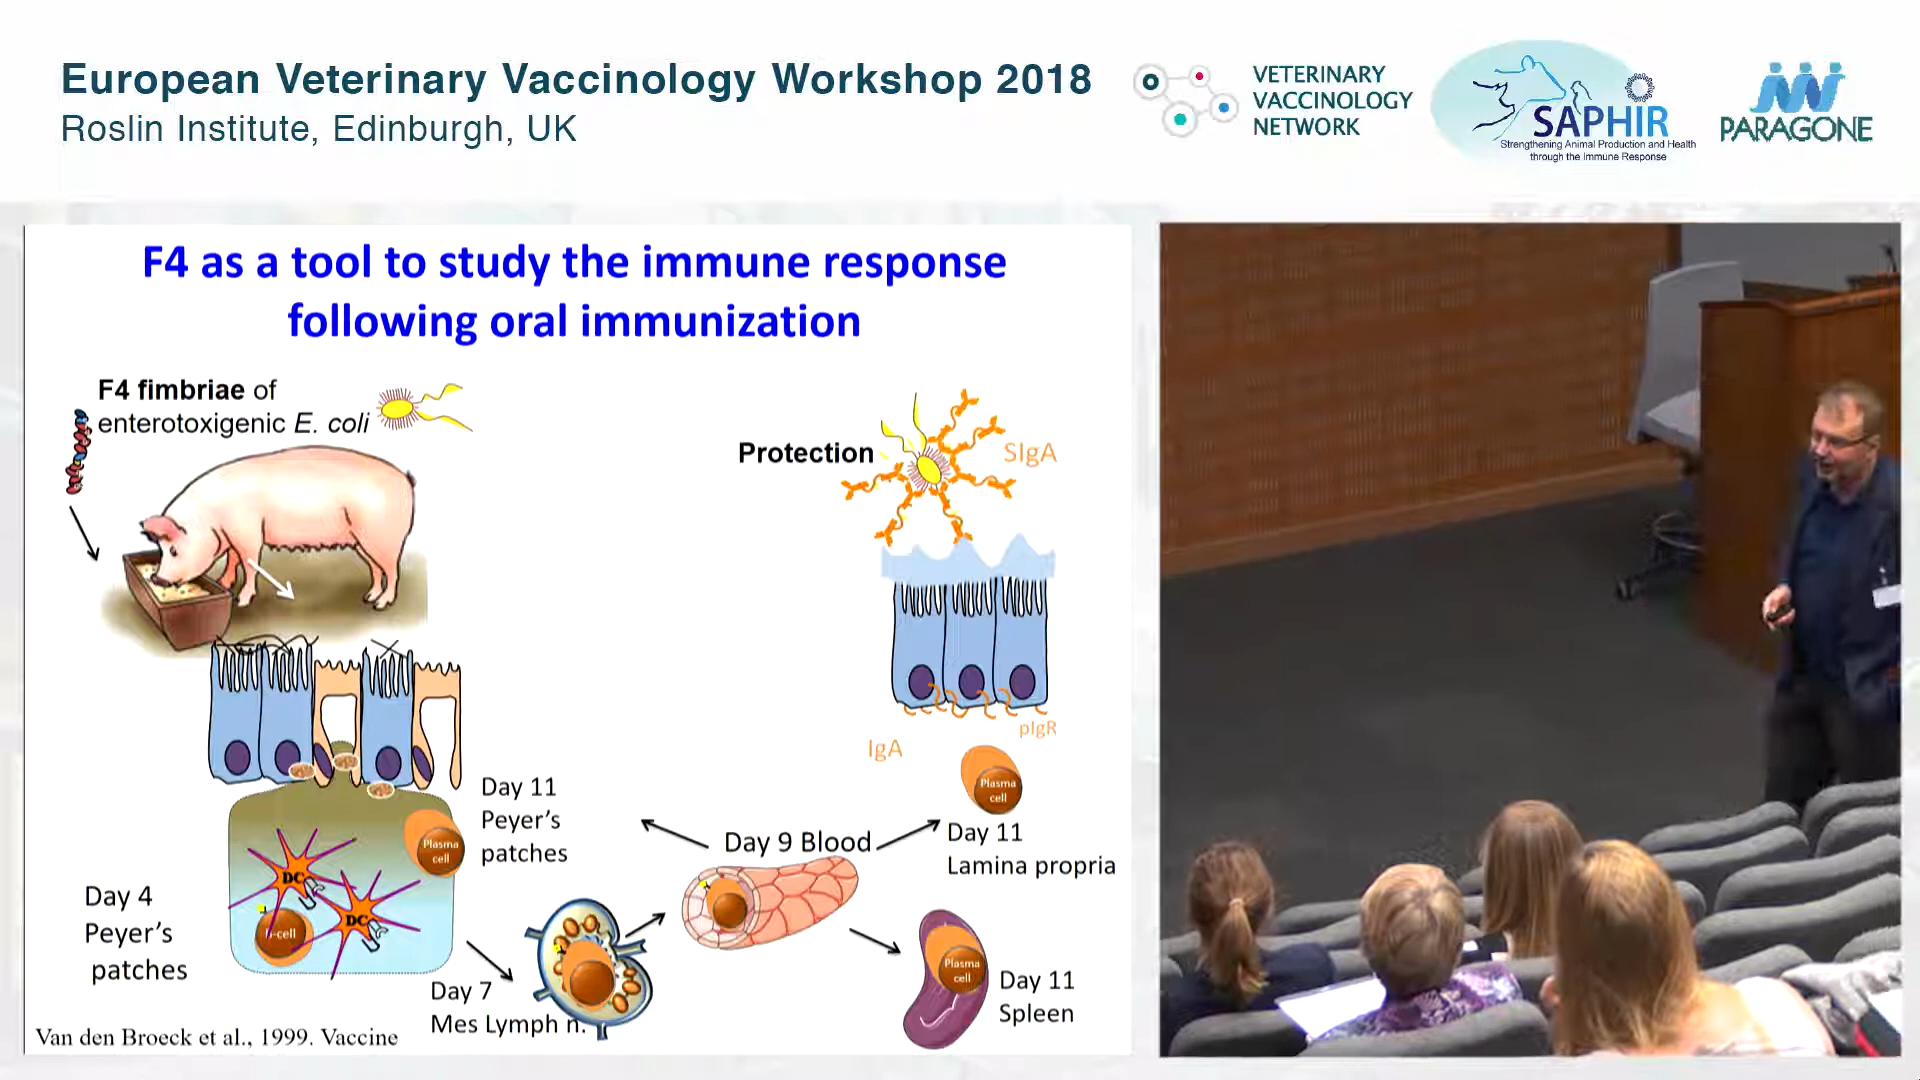 European Veterinary Vaccinology Workshop 2018
Roslin Institute, Edinburgh, UK
VETERINARY
VACCINOLOGY
NETWORK
SAPHIR
Strengthening Animal Production and Health
through the Immune Response
PARAGONE
F4 as a tool to study the immune response
following oral immunization
F4 fimbriae of
enterotoxigenic E. coli
Protection
SIgA
pIgR
IgA
Plasma
cell
Day 11
Peyer's
patches
Plasma
cell
DC
DC
B-cell
Day 4
Peyer's
patches
Day 9 Blood
Day 11
Lamina propria
Plasma
cell
Day 11
Spleen
Day 7
Mes Lymph n.
Van den Broeck et al., 1999. Vaccine